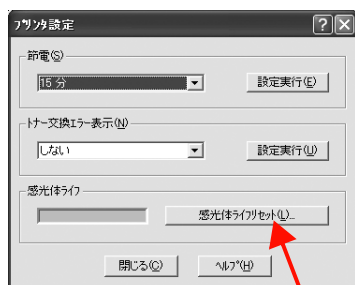 プリンタ設定
節電(S)
15 分
設定実行(E)
トナー交換エラー表示(N)
しない
設定実行(U)
感光体ライフ
感光体ライフリセット(L)...
閉じる(C)
ヘルプ(H)